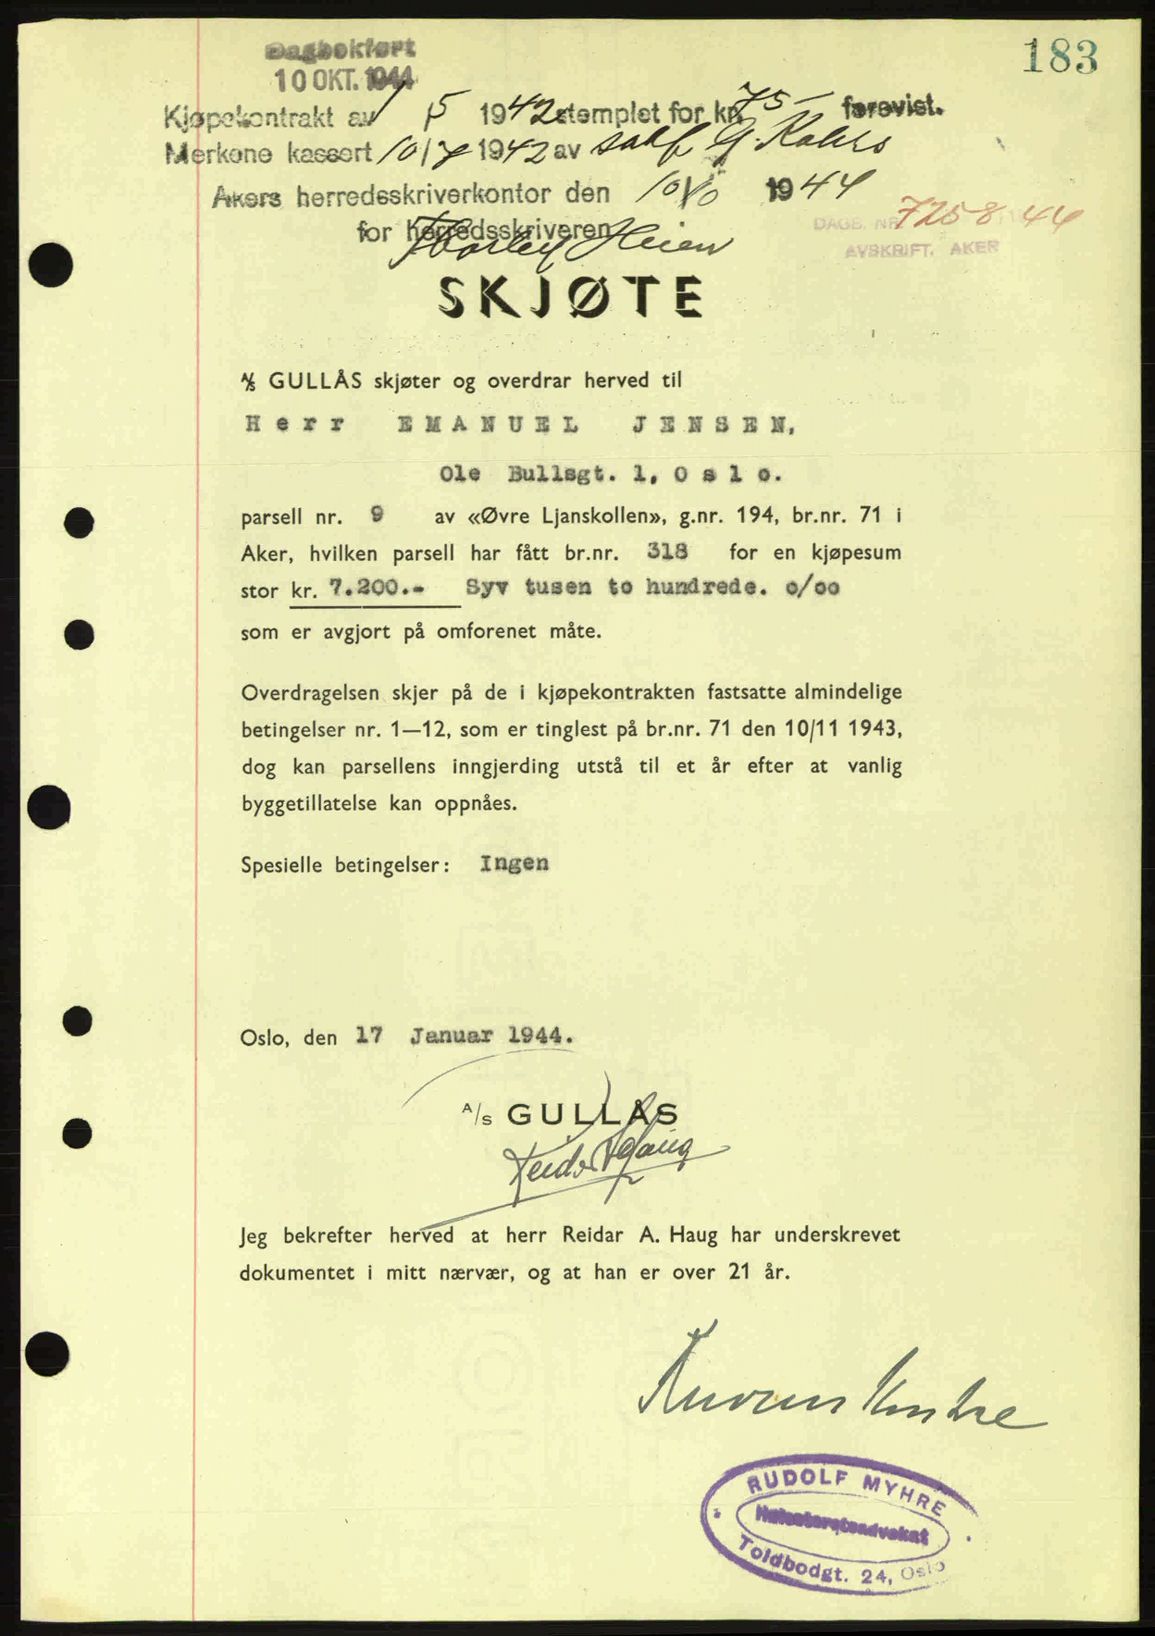 183
Dagbokført
10 OKT. 1944
Kjøpekontrakt av 1/5 1942 stemplet for kr. 75- forevist.
Merkene kassert 10/7 1942 av
Akers herredsskriverkontor den 10/10 1944
for herredsskriveren
DAGB. NR. 7258 1944
AVSKRIFT. AKER
SKJØTE
A/S GULLÅS skjøter og overdrar herved til
Herr EMANUEL JENSEN,
Ole Bullsgt. 1, Oslo.
parsell nr. 9 av «Øvre Ljanskollen», g.nr. 194, br.nr. 71 i
Aker, hvilken parsell har fått br.nr. 318 for en kjøpesum
stor kr. 7.200.- Syv tusen to hundrede. o/oo
som er avgjort på omforenet måte.
Overdragelsen skjer på de i kjøpekontrakten fastsatte almindelige
betingelser nr. 1—12, som er tinglest på br.nr. 71 den 10/11 1943,
dog kan parsellens inngjerding utstå til et år efter at vanlig
byggetillatelse kan oppnåes.
Spesielle betingelser: Ingen
Oslo, den 17 Januar 1944.
A/S GULLÅS
Reidar A Haug
Jeg bekrefter herved at herr Reidar A. Haug har underskrevet
dokumentet i mitt nærvær, og at han er over 21 år.
RUDOLF MYHRE
Høiesteretsadvokat
Toldbodgt. 24, Oslo